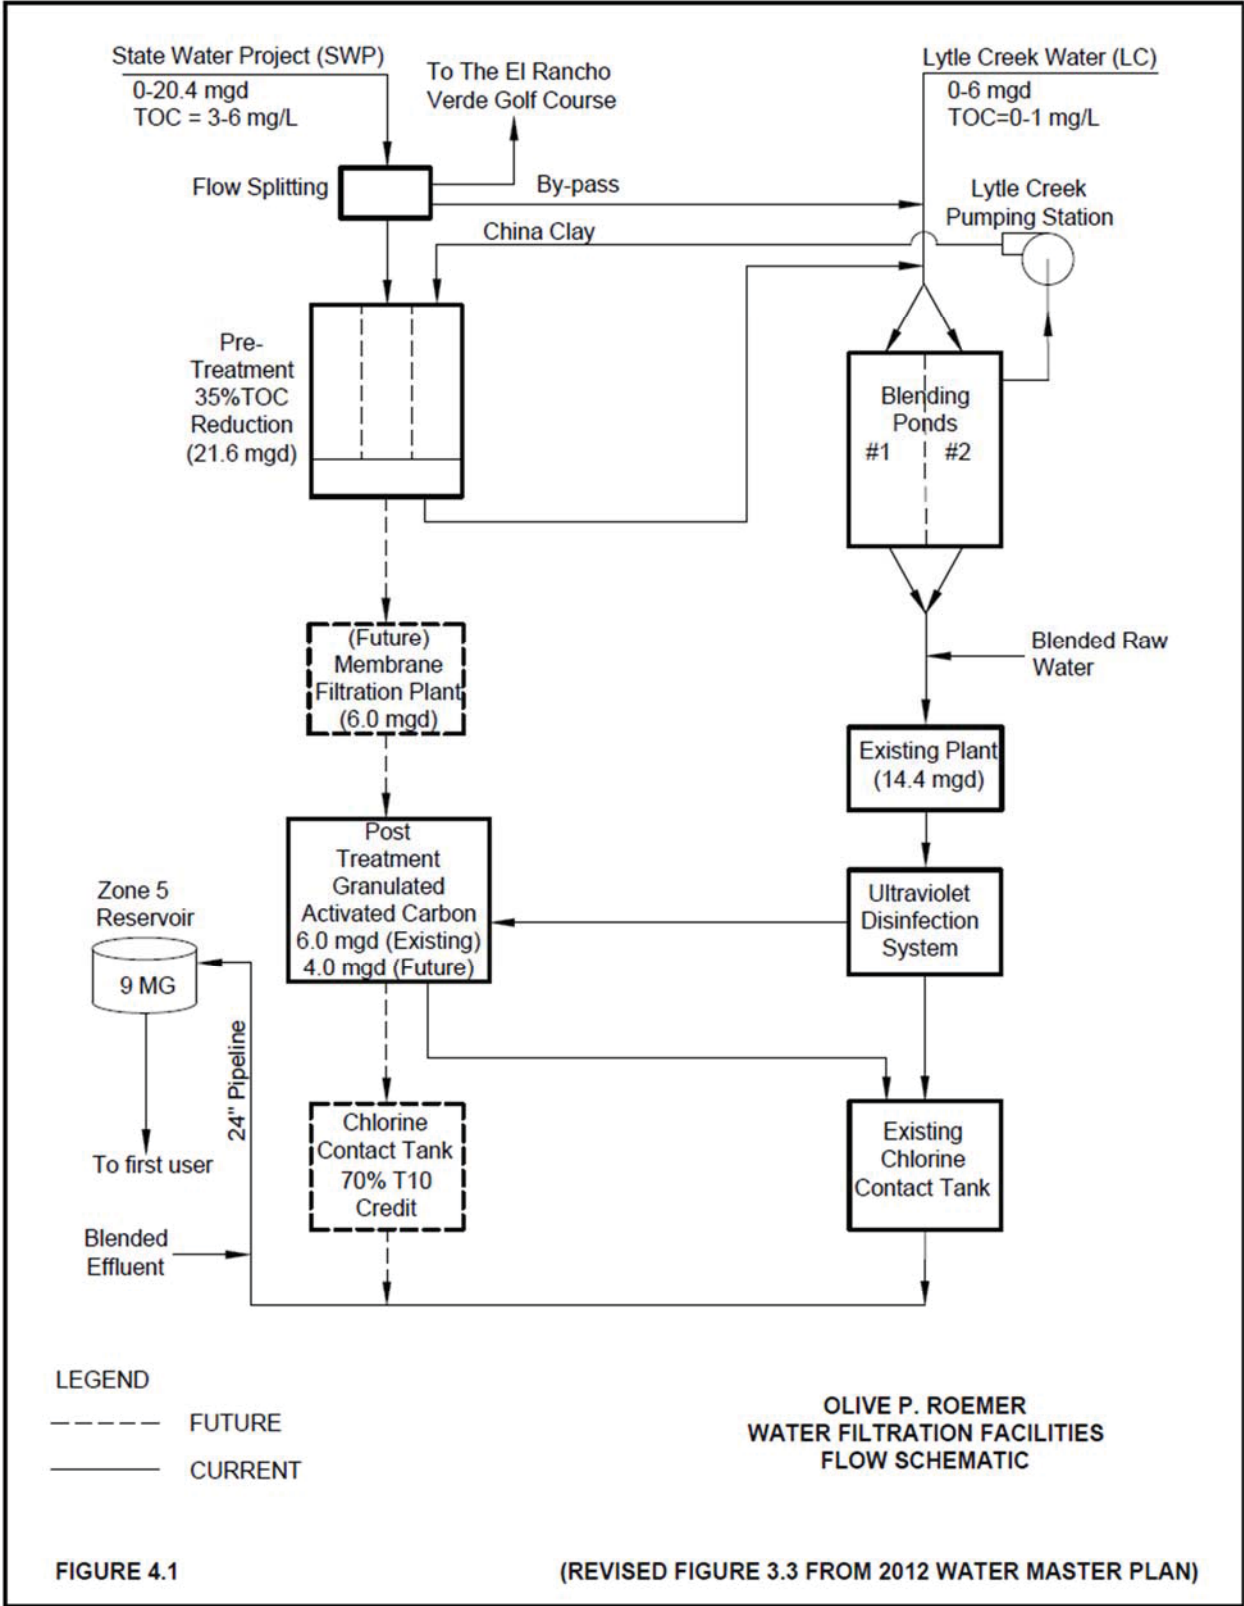 State Water Project (SWP)
0-20.4 mgd
TOC = 3-6 mg/L
To The El Rancho
Verde Golf Course
Lytle Creek Water (LC)
0-6 mgd
TOC=0-1 mg/L
Flow Splitting
By-pass
Lytle Creek
Pumping Station
China Clay
Pre-
Treatment
35%TOC
Reduction
(21.6 mgd)
Blending
Ponds
#1 #2
(Future)
Membrane
Filtration Plant
(6.0 mgd)
Blended Raw
Water
Existing Plant
(14.4 mgd)
Post
Treatment
Granulated
Activated Carbon
6.0 mgd (Existing)
4.0 mgd (Future)
Ultraviolet
Disinfection
System
Zone 5
Reservoir
9 MG
24" Pipeline
To first user
Chlorine
Contact Tank
70% T10
Credit
Existing
Chlorine
Contact Tank
Blended
Effluent
LEGEND
FUTURE
CURRENT
OLIVE P. ROEMER
WATER FILTRATION FACILITIES
FLOW SCHEMATIC
FIGURE 4.1
(REVISED FIGURE 3.3 FROM 2012 WATER MASTER PLAN)